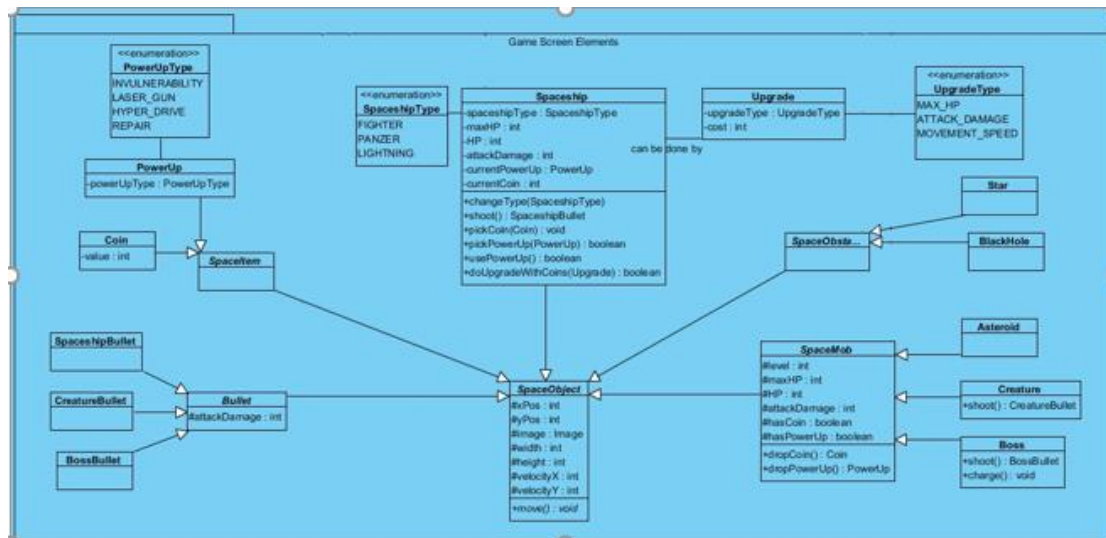 Game Screen Elements
<<enumeration>>
PowerUpType
INVULNERABILITY
LASER_GUN
HYPER_DRIVE
REPAIR
PowerUp
-powerUpType : PowerUpType
Coin
-value : int
SpaceItem
<<enumeration>>
SpaceshipType
FIGHTER
PANZER
LIGHTNING
Spaceship
-spaceshipType : SpaceshipType
-maxHP : int
-HP : int
-attackDamage : int
-currentPowerUp : PowerUp
-currentCoin : int
+changeType(SpaceshipType)
+shoot() : SpaceshipBullet
+pickCoin(Coin) : void
+pickPowerUp(PowerUp) : boolean
+usePowerUp() : boolean
+doUpgradeWithCoins(Upgrade) : boolean
can be done by
Upgrade
-upgradeType : UpgradeType
-cost : int
<<enumeration>>
UpgradeType
MAX_HP
ATTACK_DAMAGE
MOVEMENT_SPEED
Star
SpaceObsta...
BlackHole
SpaceshipBullet
CreatureBullet
BossBullet
Bullet
#attackDamage : int
SpaceObject
#xPos : int
#yPos : int
#image : Image
#width : int
#height : int
#velocityX : int
#velocityY : int
+move() : void
SpaceMob
#level : int
#maxHP : int
#HP : int
#attackDamage : int
#hasCoin : boolean
#hasPowerUp : boolean
+dropCoin() : Coin
+dropPowerUp() : PowerUp
Asteroid
Creature
+shoot() : CreatureBullet
Boss
+shoot() : BossBullet
+charge() : void